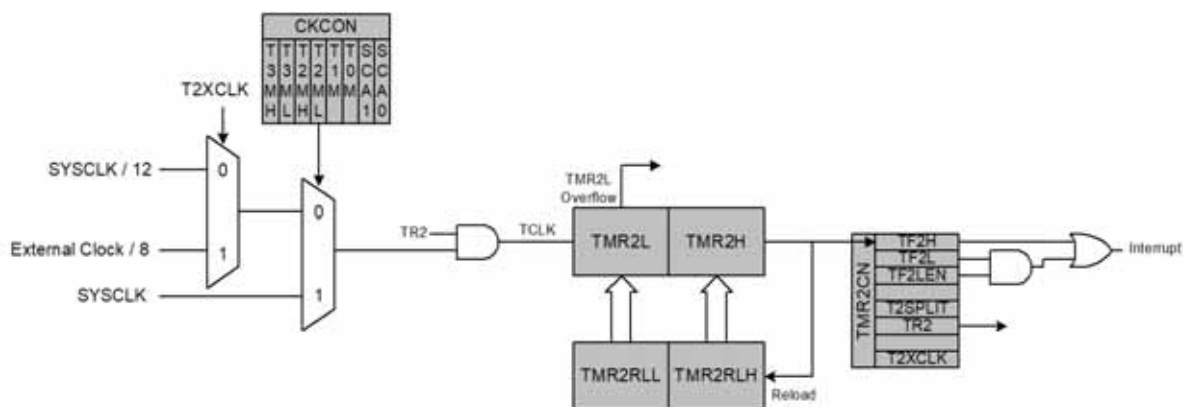 CKCON
T3MH T3ML T2MH T2ML T1M T0M SCA1 SCA0
T2XCLK
SYSCLK / 12
0
External Clock / 8
1
SYSCLK
0
1
TR2
TCLK
TMR2L
Overflow
TMR2L
TMR2H
TMR2RLL
TMR2RLH
Reload
TMR2CN
TF2H
TF2L
TF2LEN
T2SPLIT
TR2
T2XCLK
Interrupt